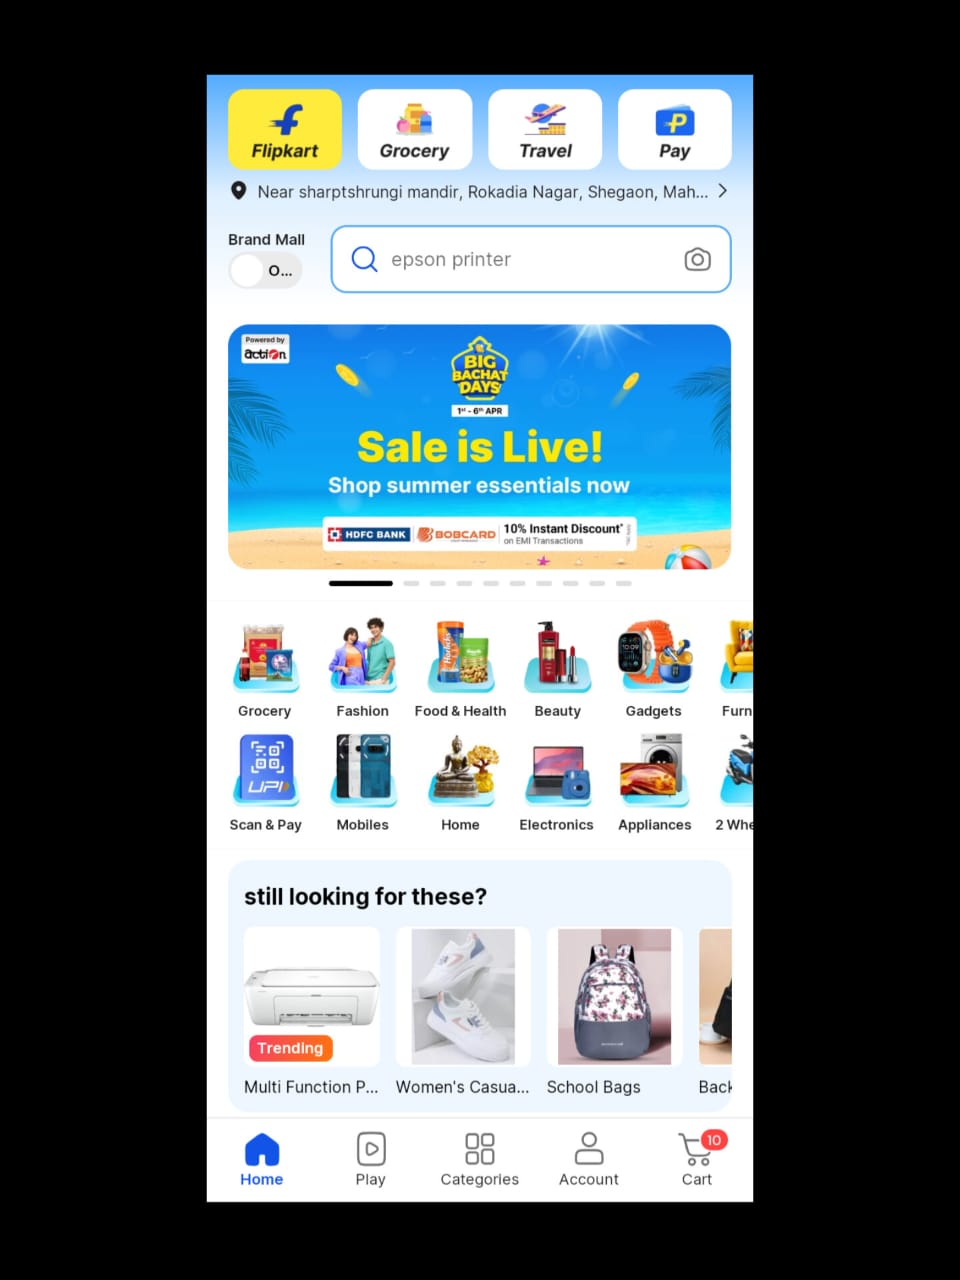 Flipkart
Grocery
Travel
Pay
Near sharptshrungi mandir, Rokadia Nagar, Shegaon, Mah...
Brand Mall
O...
epson printer
Powered by
action
BIG
BACHAT
DAYS
1st - 6th APR
Sale is Live!
Shop summer essentials now
HDFC BANK
BOBCARD
10% Instant Discount*
on EMI Transactions
Grocery
Fashion
Food & Health
Beauty
Gadgets
Furn
UPI
Scan & Pay
Mobiles
Home
Electronics
Appliances
2 Whe
still looking for these?
Trending
Multi Function P...
Women's Casua...
School Bags
Back
Home
Play
Categories
Account
10
Cart